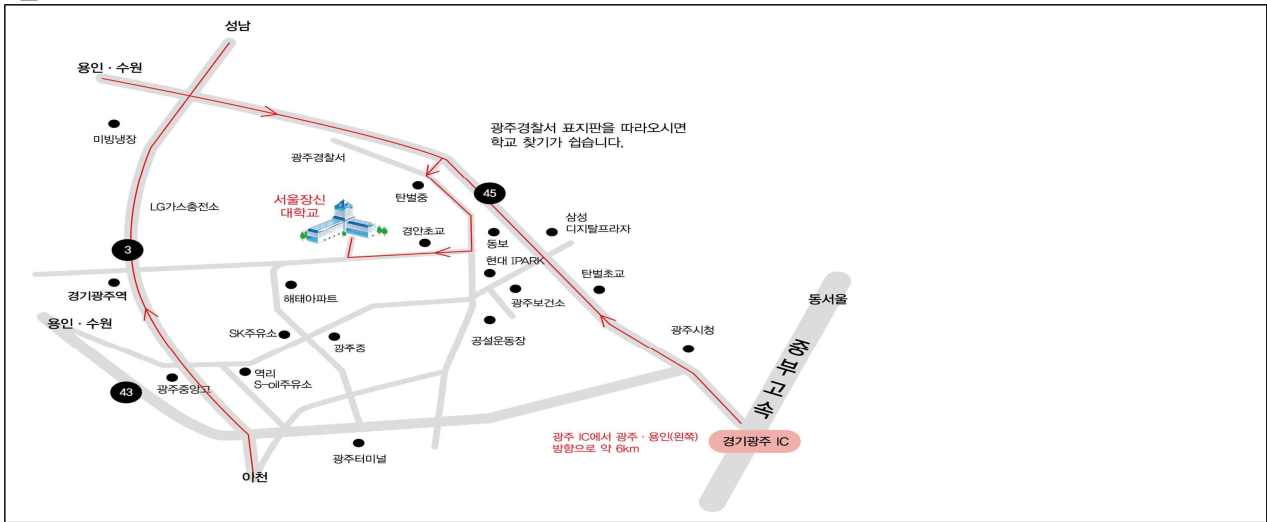 성남
용인 · 수원
미빙냉장
광주경찰서 표지판을 따라오시면
학교 찾기가 쉽습니다.
광주경찰서
탄벌중
45
서울장신
대학교
LG가스충전소
삼성
디지탈프라자
경안초교
동보
3
현대 IPARK
탄벌초교
경기광주역
해태아파트
광주보건소
동서울
용인 · 수원
SK주유소
광주중
공설운동장
광주시청
중부고속
역리
S-oil주유소
광주중앙고
43
광주 IC에서 광주 · 용인(왼쪽)
방향으로 약 6km
경기광주 IC
광주터미널
이천